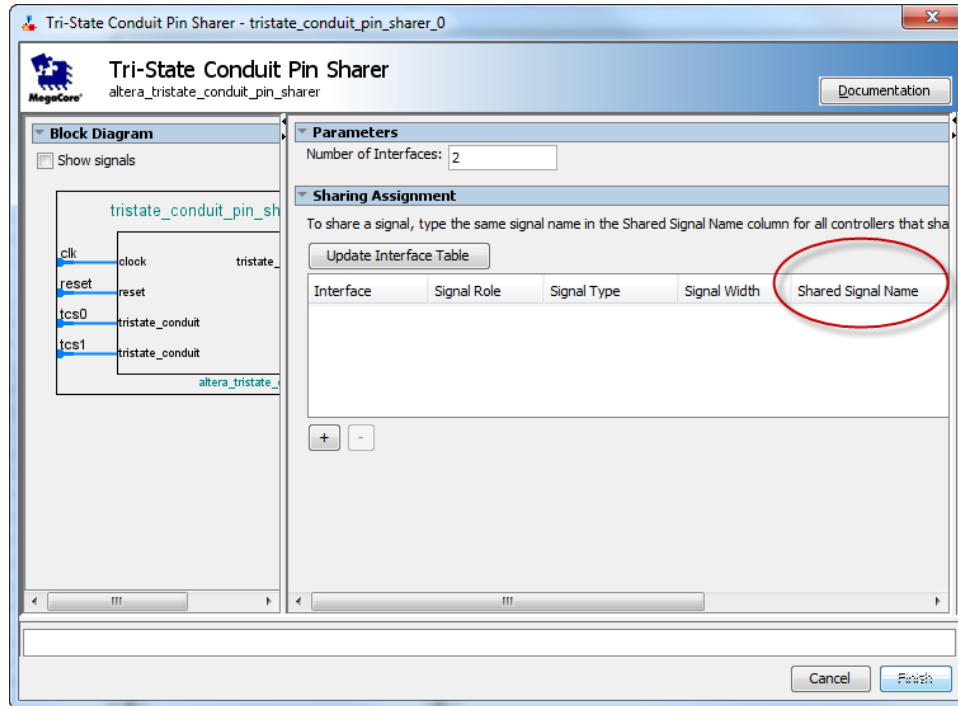 Tri-State Conduit Pin Sharer - tristate_conduit_pin_sharer_0
Tri-State Conduit Pin Sharer
altera_tristate_conduit_pin_sharer
MegaCore'
Documentation
Block Diagram
Show signals
tristate_conduit_pin_sh
clk
clock
tristate_
reset
reset
tcs0
tristate_conduit
tcs1
tristate_conduit
altera_tristate_
Parameters
Number of Interfaces: 2
Sharing Assignment
To share a signal, type the same signal name in the Shared Signal Name column for all controllers that sha
Update Interface Table
Interface Signal Role Signal Type Signal Width Shared Signal Name
+ -
Cancel Finish